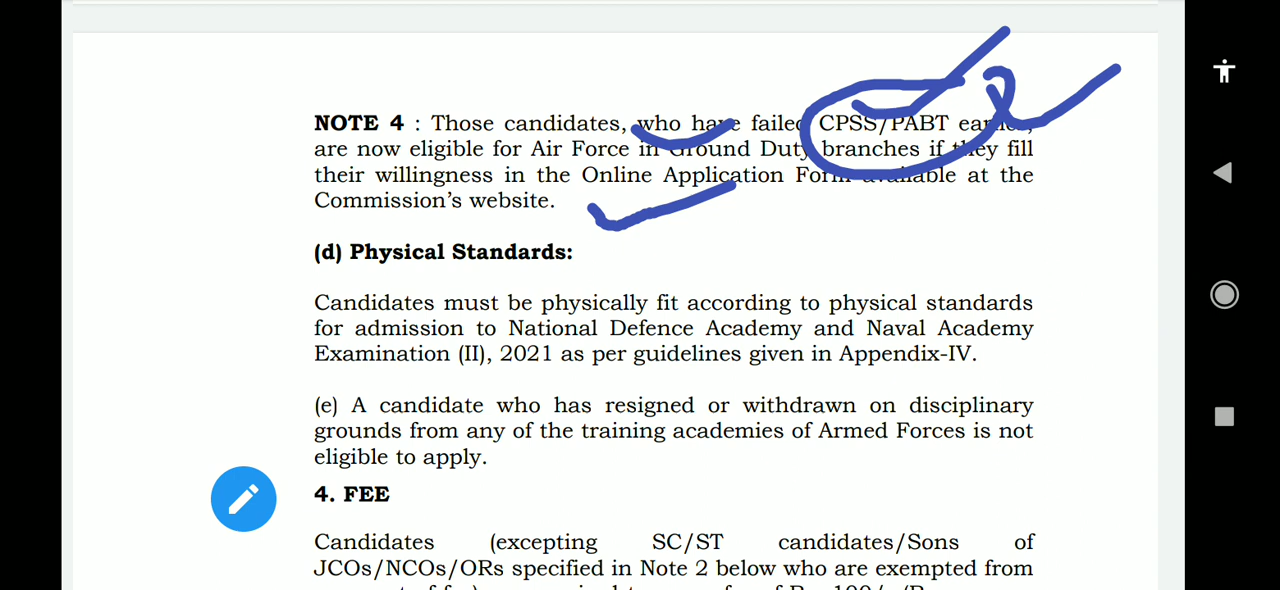 NOTE 4 : Those candidates, who have failed CPSS/PABT earlier,
are now eligible for Air Force in Ground Duty branches if they fill
their willingness in the Online Application Form available at the
Commission's website.
(d) Physical Standards:
Candidates must be physically fit according to physical standards
for admission to National Defence Academy and Naval Academy
Examination (II), 2021 as per guidelines given in Appendix-IV.
(e) A candidate who has resigned or withdrawn on disciplinary
grounds from any of the training academies of Armed Forces is not
eligible to apply.
4. FEE
Candidates (excepting SC/ST candidates/Sons of
JCOs/NCOs/ORs specified in Note 2 below who are exempted from